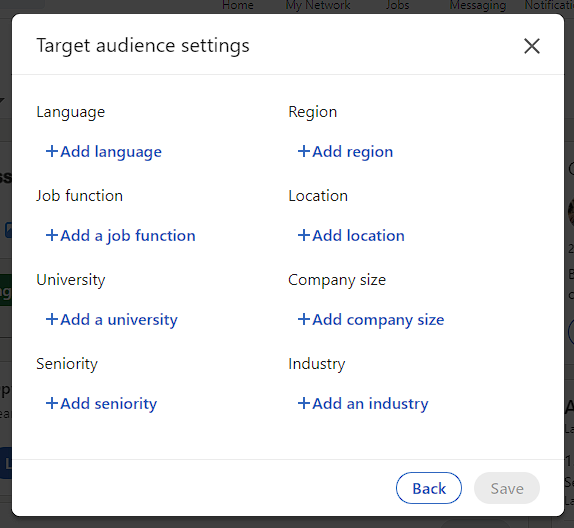 Home My Network Jobs Messaging
Target audience settings
Language Region
+Add language +Add region
Job function Location
+Add a job function +Add location
University Company size
+Add a university +Add company size
Seniority Industry
+Add seniority +Add an industry
Back Save